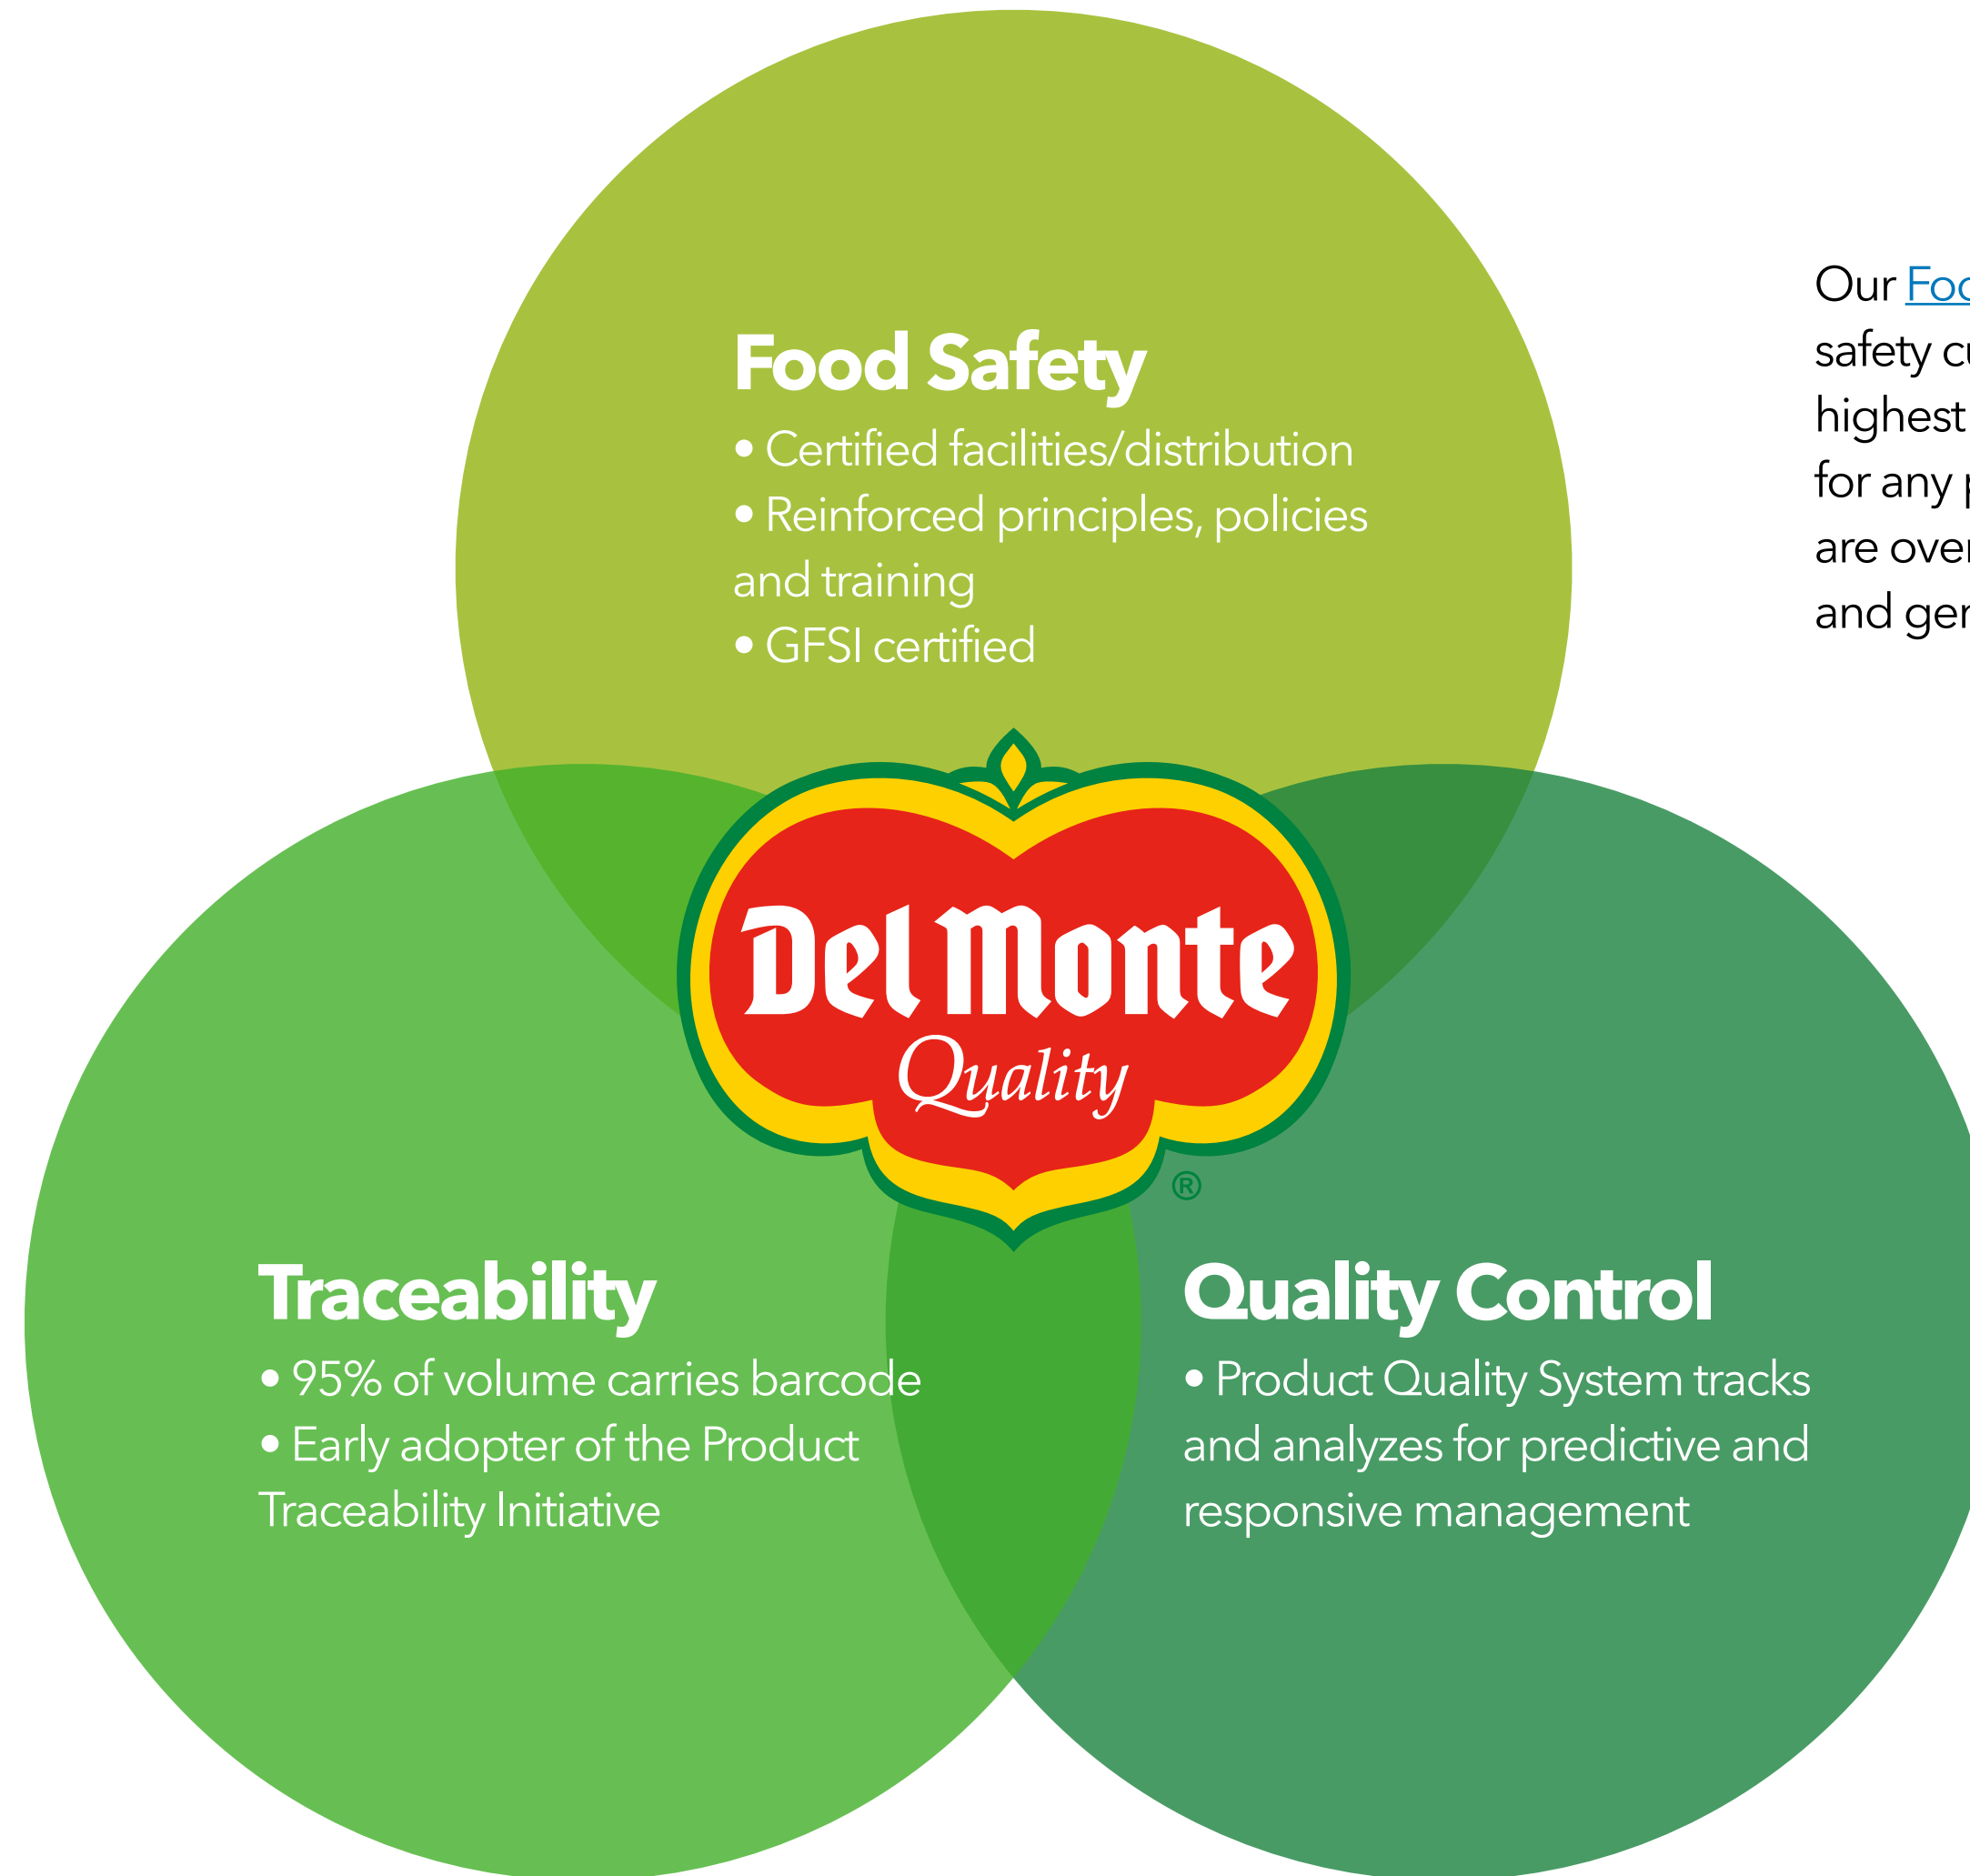 Food Safety
• Certified facilities/distribution
• Reinforced principles, policies
and training
• GFSI certified
Our
safety
highest
for any
are
and
Del Monte
Quality
®
Traceability
• 95% of volume carries barcode
• Early adopter of the Product
Traceability Initiative
Quality Control
• Product Quality System tracks
and analyzes for predictive and
responsive management